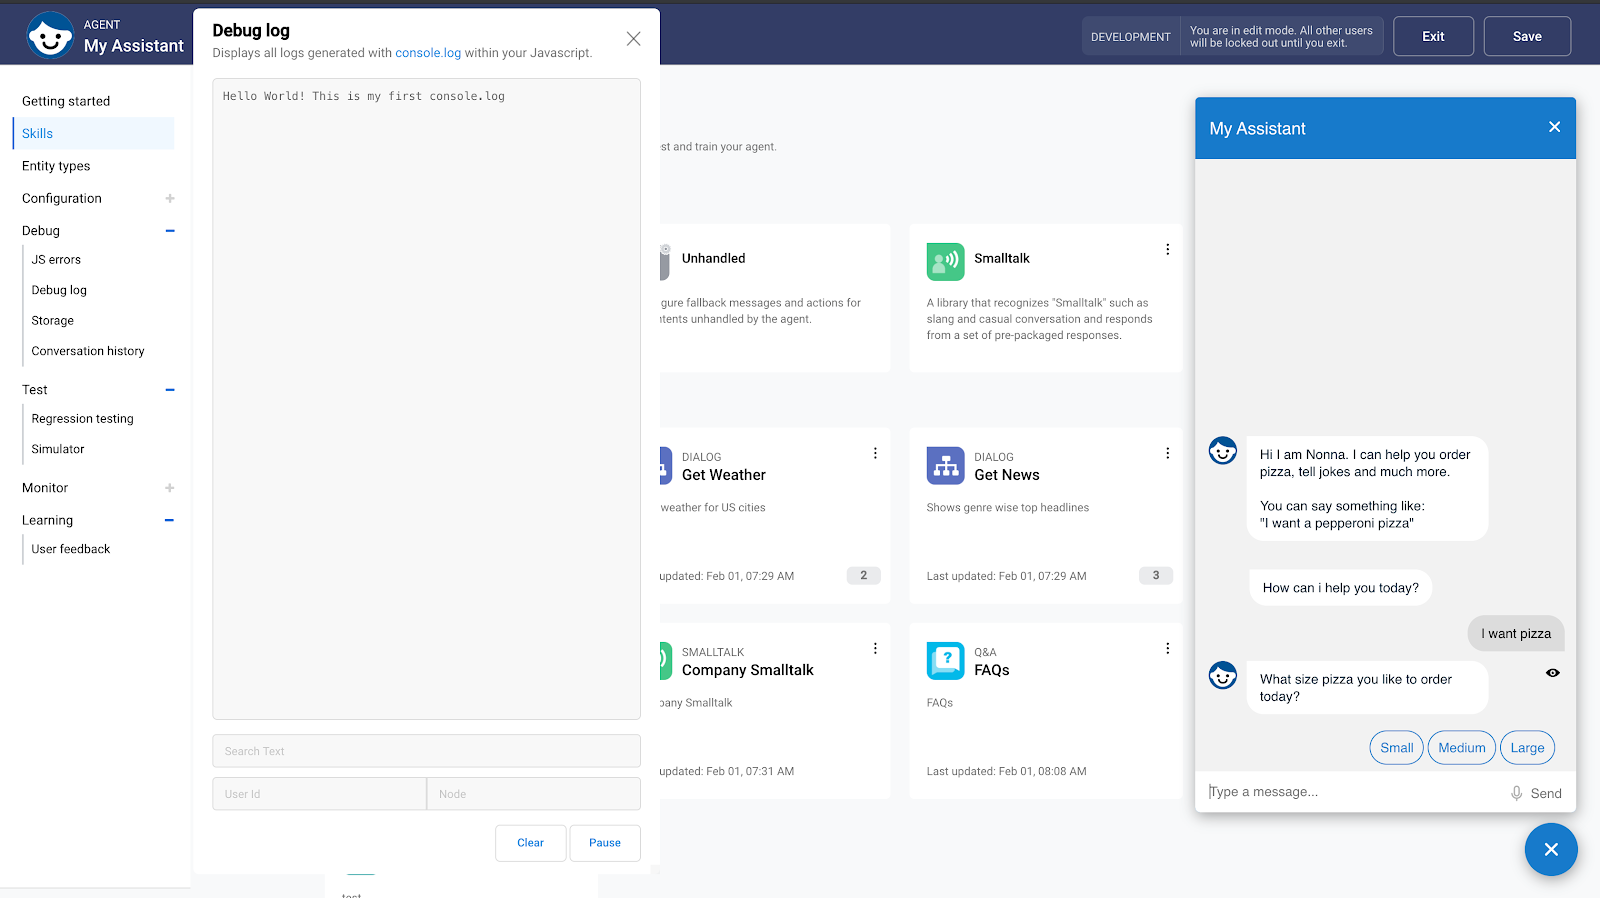 AGENT
My Assistant
Getting started
Skills
Entity types
Configuration
Debug
JS errors
Debug log
Storage
Conversation history
Test
Regression testing
Simulator
Monitor
Learning
User feedback
Debug log
Displays all logs generated with console.log within your Javascript.
Hello World! This is my first console.log
Search Text
User Id
Node
Clear
Pause
DEVELOPMENT
You are in edit mode. All other users
will be locked out until you exit.
Exit
Save
st and train your agent.
Unhandled
gure fallback messages and actions for
ntents unhandled by the agent.
Smalltalk
A library that recognizes "Smalltalk" such as
slang and casual conversation and responds
from a set of pre-packaged responses.
DIALOG
Get Weather
weather for US cities
updated: Feb 01, 07:29 AM
2
DIALOG
Get News
Shows genre wise top headlines
Last updated: Feb 01, 07:29 AM
3
SMALLTALK
Company Smalltalk
pany Smalltalk
updated: Feb 01, 07:31 AM
Q&A
FAQs
FAQs
Last updated: Feb 01, 08:08 AM
test
My Assistant
Hi I am Nonna. I can help you order
pizza, tell jokes and much more.
You can say something like:
"I want a pepperoni pizza"
How can i help you today?
I want pizza
What size pizza you like to order
today?
Small
Medium
Large
Type a message...
Send